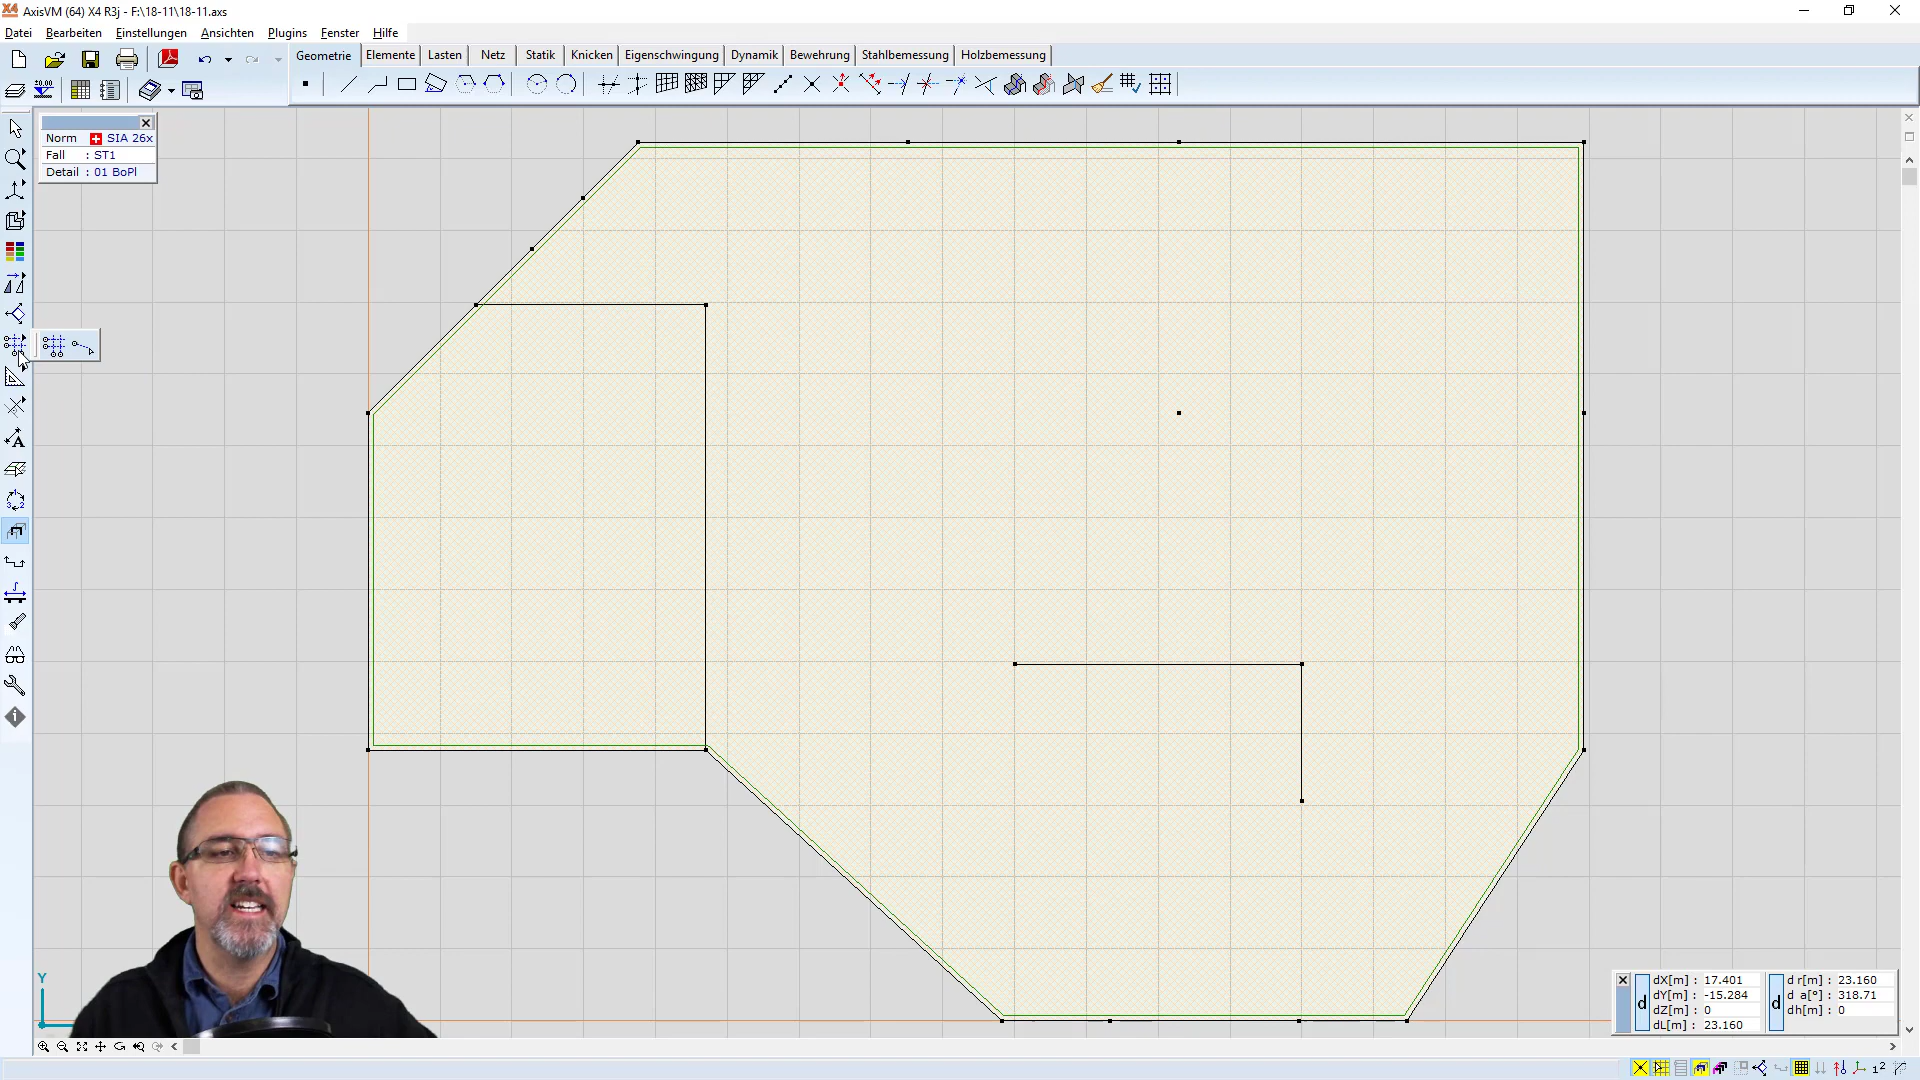 AxisVM (64) X4 R3j - F:\18-11\18-11.axs
Datei Bearbeiten Einstellungen Ansichten Plugins Fenster Hilfe
Geometrie Elemente Lasten Netz Statik Knicken Eigenschwingung Dynamik Bewehrung Stahlbemessung Holzbemessung
Norm SIA 26x
Fall : ST1
Detail : 01 BoPl
Y
dX[m] : 17.401 d r[m] : 23.160
dY[m] : -15.284 d a[°] : 318.71
dZ[m] : 0 dh[m] : 0
dL[m] : 23.160
d d